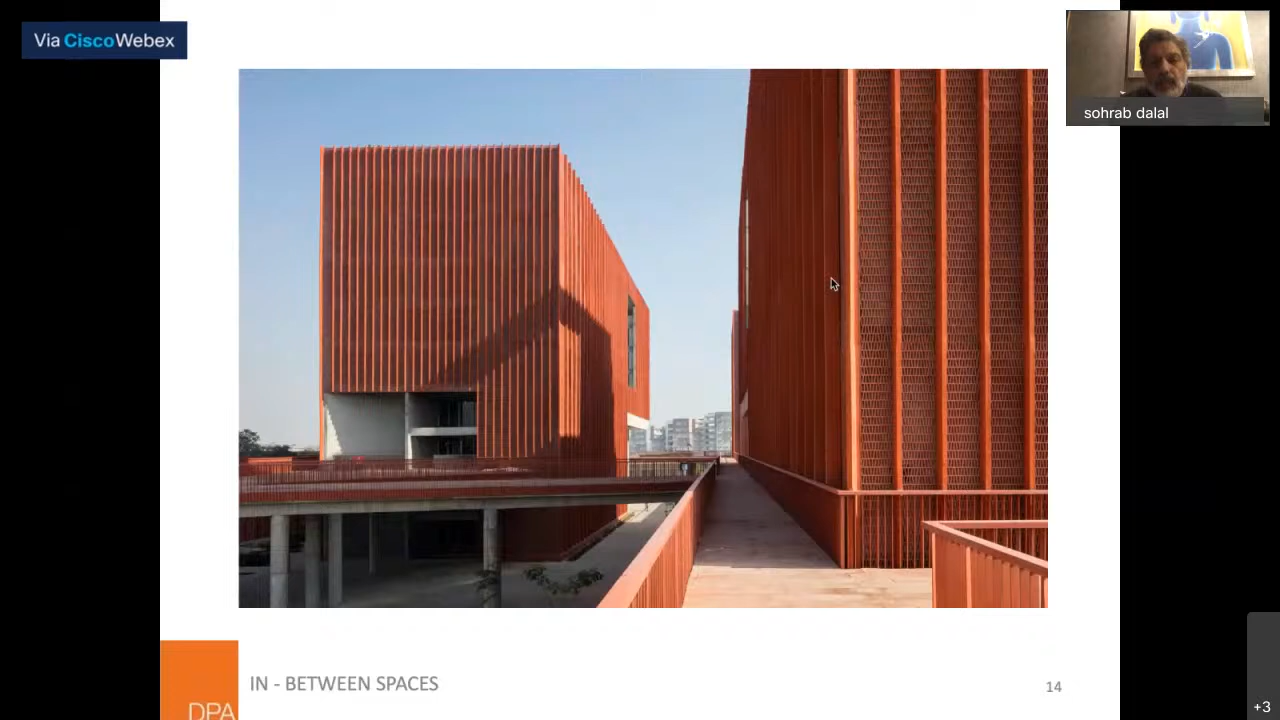 Via CiscoWebex
sohrab dalal
IN - BETWEEN SPACES
14
DPA
+3